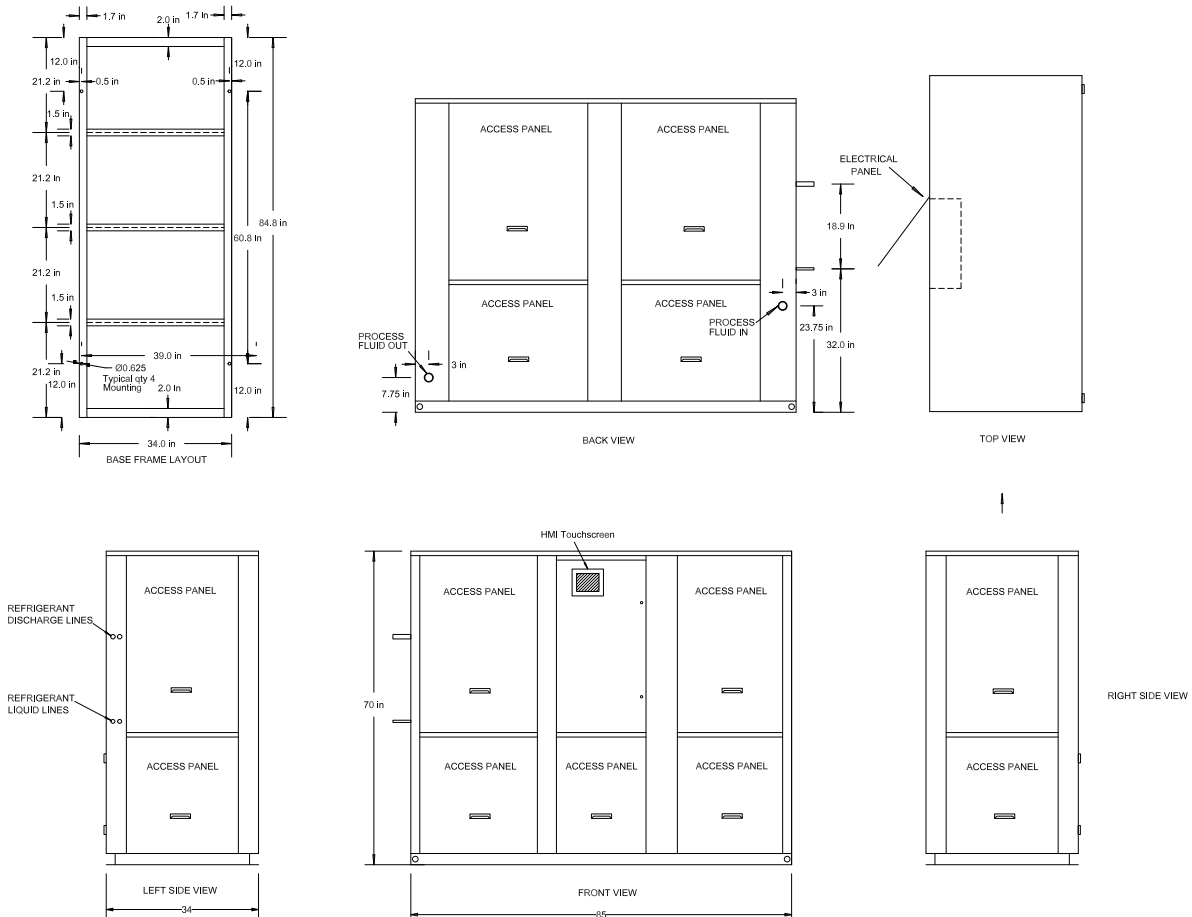 1.7 in
1.7 in
2.0 in
12.0 in
12.0 in
21.2 in
0.5 in
0.5 in
1.5 in
21.2 in
1.5 in
84.8 in
60.8 in
21.2 in
1.5 in
39.0 in
Ø0.625
21.2 in
Typical qty 4
12.0 in
Mounting
2.0 in
12.0 in
34.0 in
BASE FRAME LAYOUT
ACCESS PANEL
ACCESS PANEL
18.9 in
ACCESS PANEL
ACCESS PANEL
3 in
PROCESS
FLUID IN
23.75 in
PROCESS
FLUID OUT
32.0 in
3 in
7.75 in
BACK VIEW
ELECTRICAL
PANEL
TOP VIEW
ACCESS PANEL
REFRIGERANT
DISCHARGE LINES
REFRIGERANT
LIQUID LINES
ACCESS PANEL
LEFT SIDE VIEW
34
HMI Touchscreen
ACCESS PANEL
ACCESS PANEL
70 in
ACCESS PANEL
ACCESS PANEL
ACCESS PANEL
FRONT VIEW
85
ACCESS PANEL
RIGHT SIDE VIEW
ACCESS PANEL